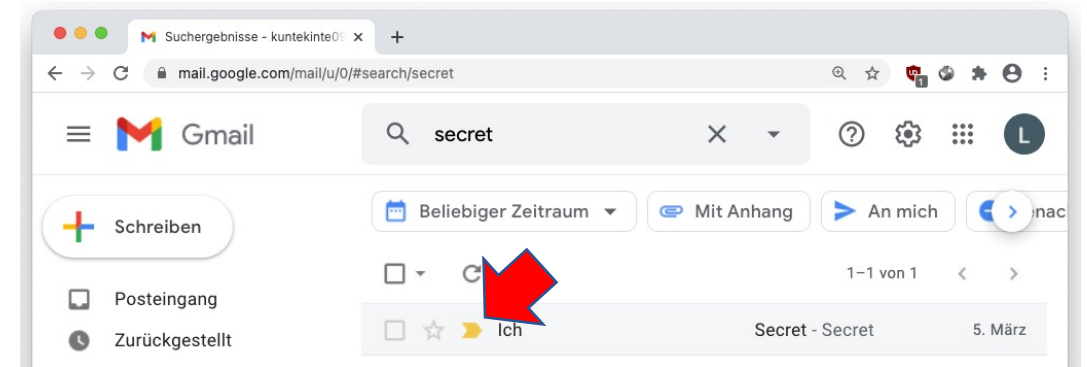 Suchergebnisse - kuntekinte0
mail.google.com/mail/u/0/#search/secret
1
Gmail
secret
L
Schreiben
Beliebiger Zeitraum
Mit Anhang
An mich
1–1 von 1
Posteingang
Ich
Secret - Secret
5. März
Zurückgestellt